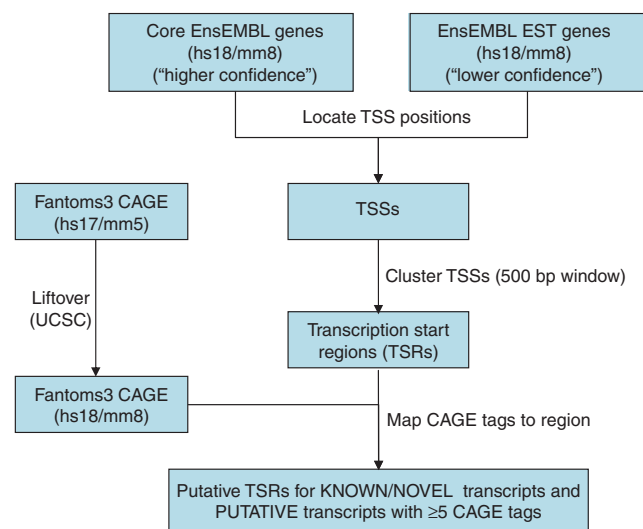 Core EnsEMBL genes
(hs18/mm8)
(“higher confidence”)
EnsEMBL EST genes
(hs18/mm8)
(“lower confidence”)
Locate TSS positions
Fantoms3 CAGE
(hs17/mm5)
TSSs
Liftover
(UCSC)
Cluster TSSs (500 bp window)
Transcription start
regions (TSRs)
Fantoms3 CAGE
(hs18/mm8)
Map CAGE tags to region
Putative TSRs for KNOWN/NOVEL transcripts and
PUTATIVE transcripts with ≥5 CAGE tags